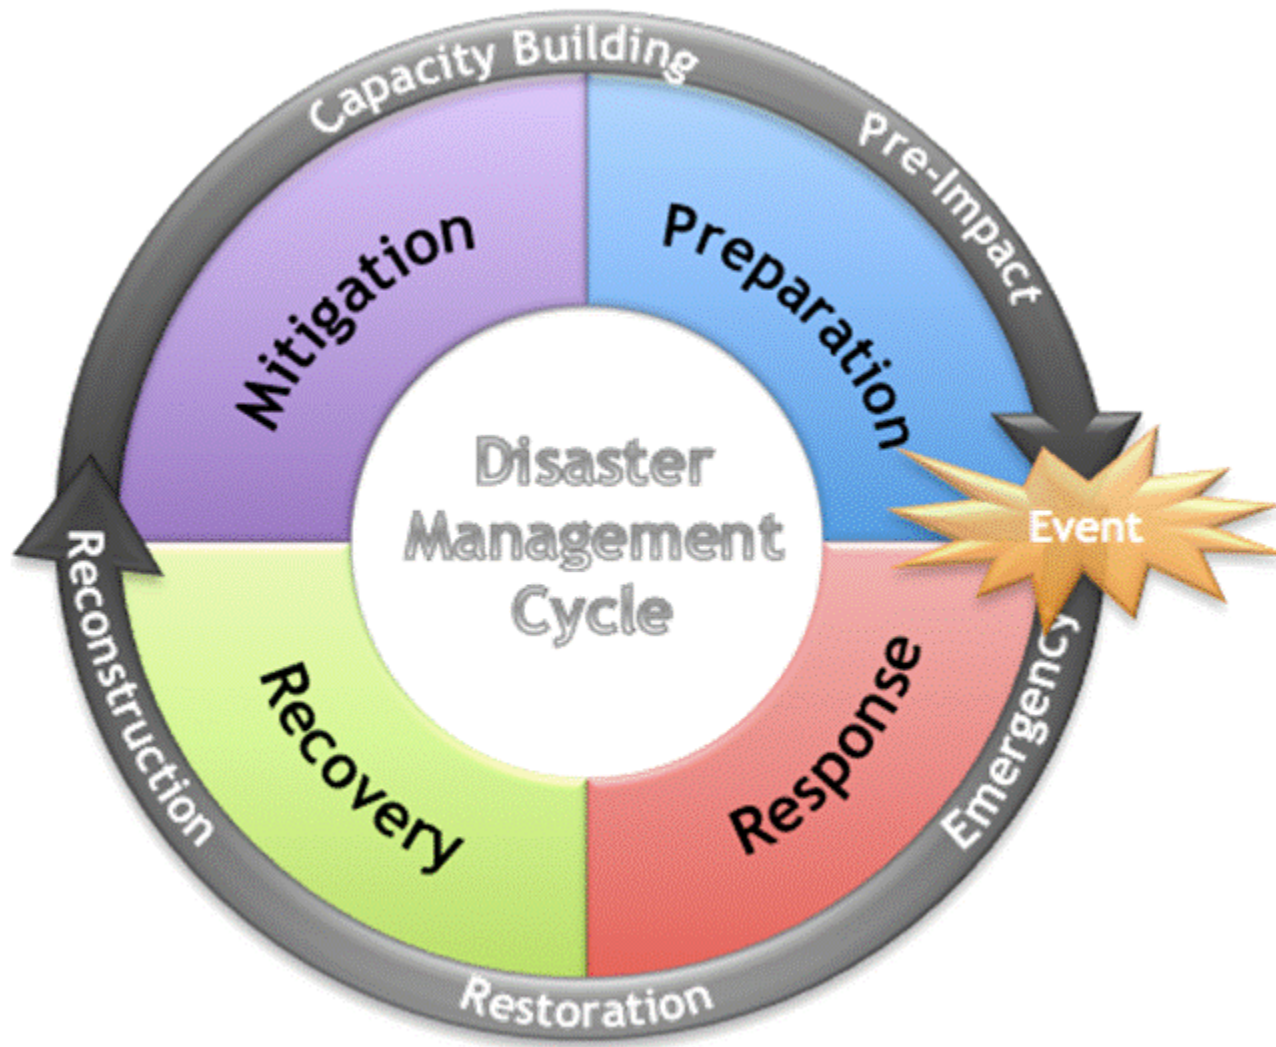 Capacity Building
Pre-Impact
Mitigation
Preparation
Disaster
Management
Cycle
Event
Reconstruction
Recovery
Response
Emergency
Restoration